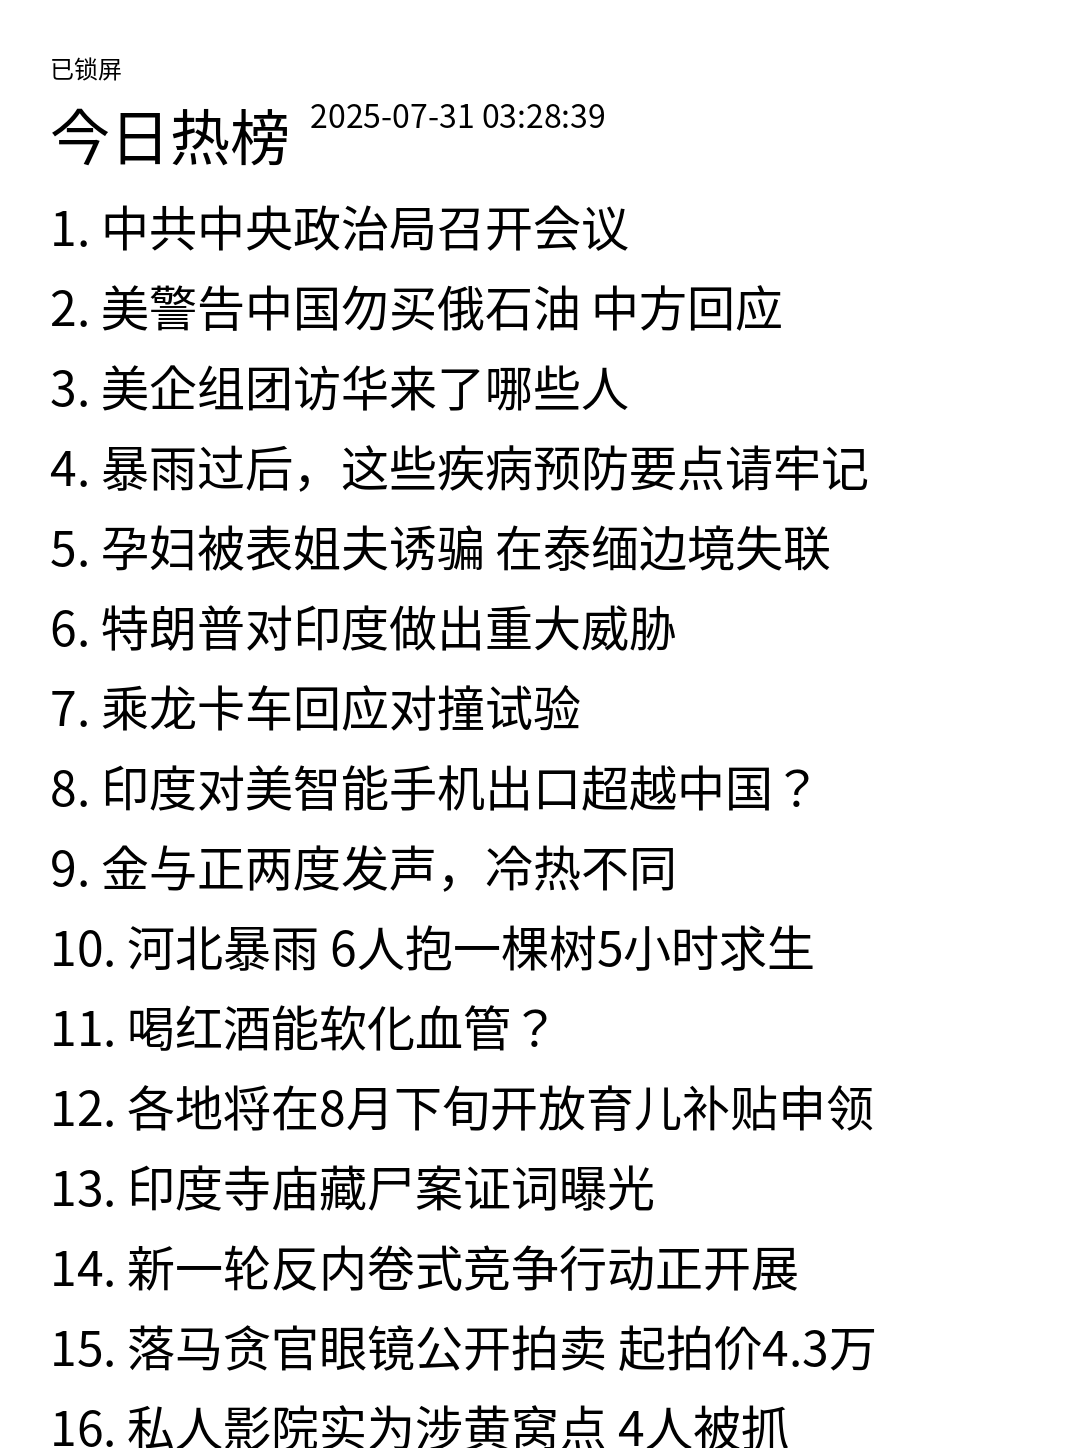 已锁屏
今日热榜 2025-07-31 03:28:39
1. 中共中央政治局召开会议
2. 美警告中国勿买俄石油 中方回应
3. 美企组团访华来了哪些人
4. 暴雨过后，这些疾病预防要点请牢记
5. 孕妇被表姐夫诱骗 在泰缅边境失联
6. 特朗普对印度做出重大威胁
7. 乘龙卡车回应对撞试验
8. 印度对美智能手机出口超越中国？
9. 金与正两度发声，冷热不同
10. 河北暴雨 6人抱一棵树5小时求生
11. 喝红酒能软化血管？
12. 各地将在8月下旬开放育儿补贴申领
13. 印度寺庙藏尸案证词曝光
14. 新一轮反内卷式竞争行动正开展
15. 落马贪官眼镜公开拍卖 起拍价4.3万
16. 私人影院实为涉黄窝点 4人被抓